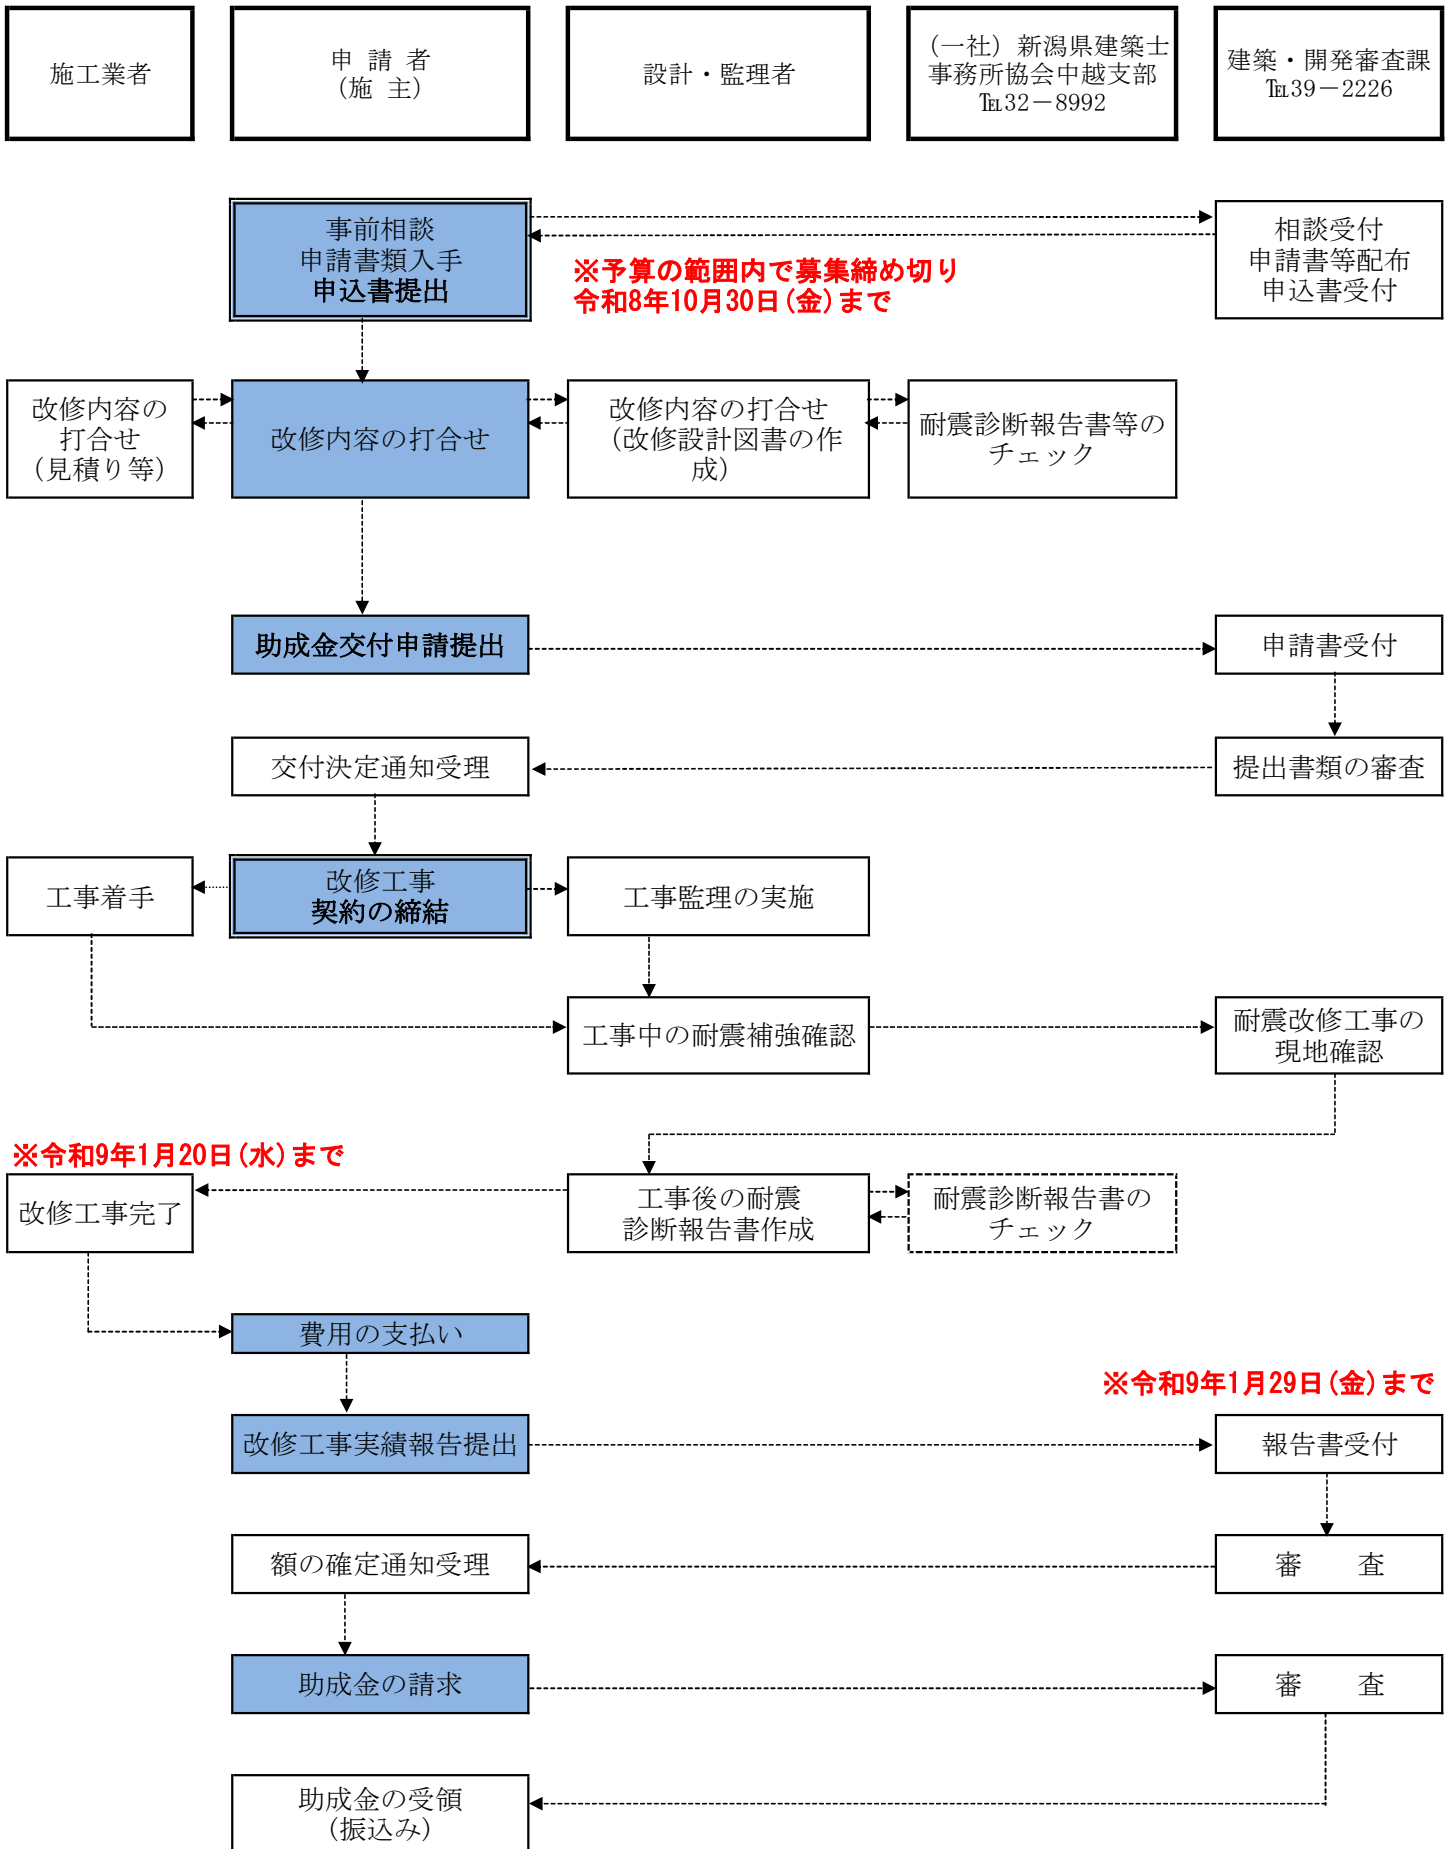 施工業者
申 請 者
(施 主)
設計・監理者
(一社) 新潟県建築士
事務所協会中越支部
℡32－8992
建築・開発審査課
℡39－2226
事前相談
申請書類入手
申込書提出
※予算の範囲内で募集締め切り
令和8年10月30日(金)まで
相談受付
申請書等配布
申込書受付
改修内容の
打合せ
(見積り等)
改修内容の打合せ
改修内容の打合せ
(改修設計図書の作
成)
耐震診断報告書等の
チェック
助成金交付申請提出
申請書受付
交付決定通知受理
提出書類の審査
工事着手
改修工事
契約の締結
工事監理の実施
工事中の耐震補強確認
耐震改修工事の
現地確認
※令和9年1月20日(水)まで
改修工事完了
工事後の耐震
診断報告書作成
耐震診断報告書の
チェック
費用の支払い
※令和9年1月29日(金)まで
改修工事実績報告提出
報告書受付
額の確定通知受理
審　　査
助成金の請求
審　　査
助成金の受領
(振込み)